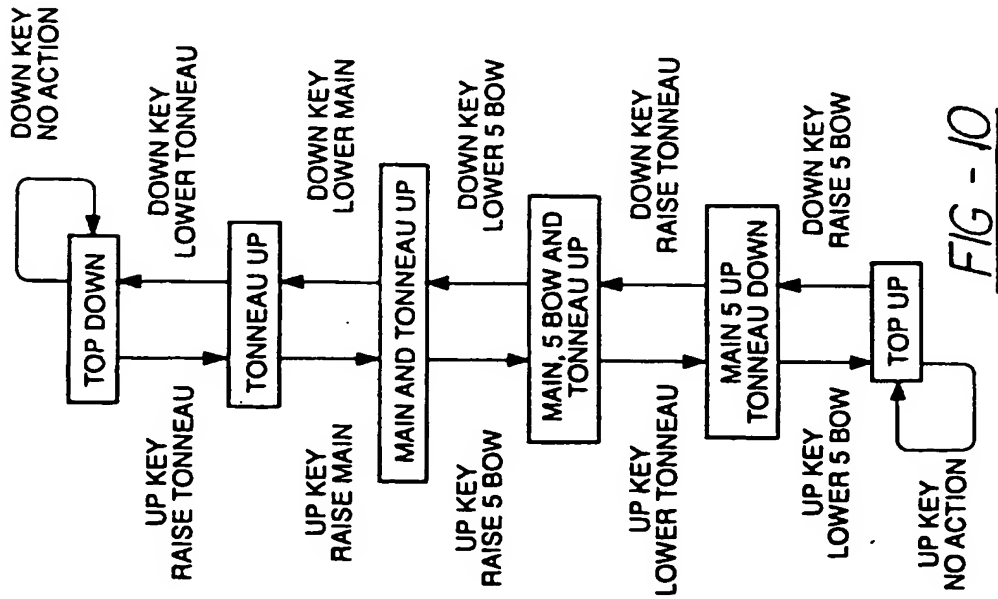 DOWN KEY
NO ACTION
TOP DOWN
UP KEY
RAISE TONNEAU
DOWN KEY
LOWER TONNEAU
TONNEAU UP
UP KEY
RAISE MAIN
DOWN KEY
LOWER MAIN
MAIN AND TONNEAU UP
UP KEY
RAISE 5 BOW
DOWN KEY
LOWER 5 BOW
MAIN, 5 BOW AND
TONNEAU UP
UP KEY
LOWER TONNEAU
DOWN KEY
RAISE TONNEAU
MAIN 5 UP
TONNEAU DOWN
UP KEY
LOWER 5 BOW
DOWN KEY
RAISE 5 BOW
TOP UP
UP KEY
NO ACTION
FIG - 10